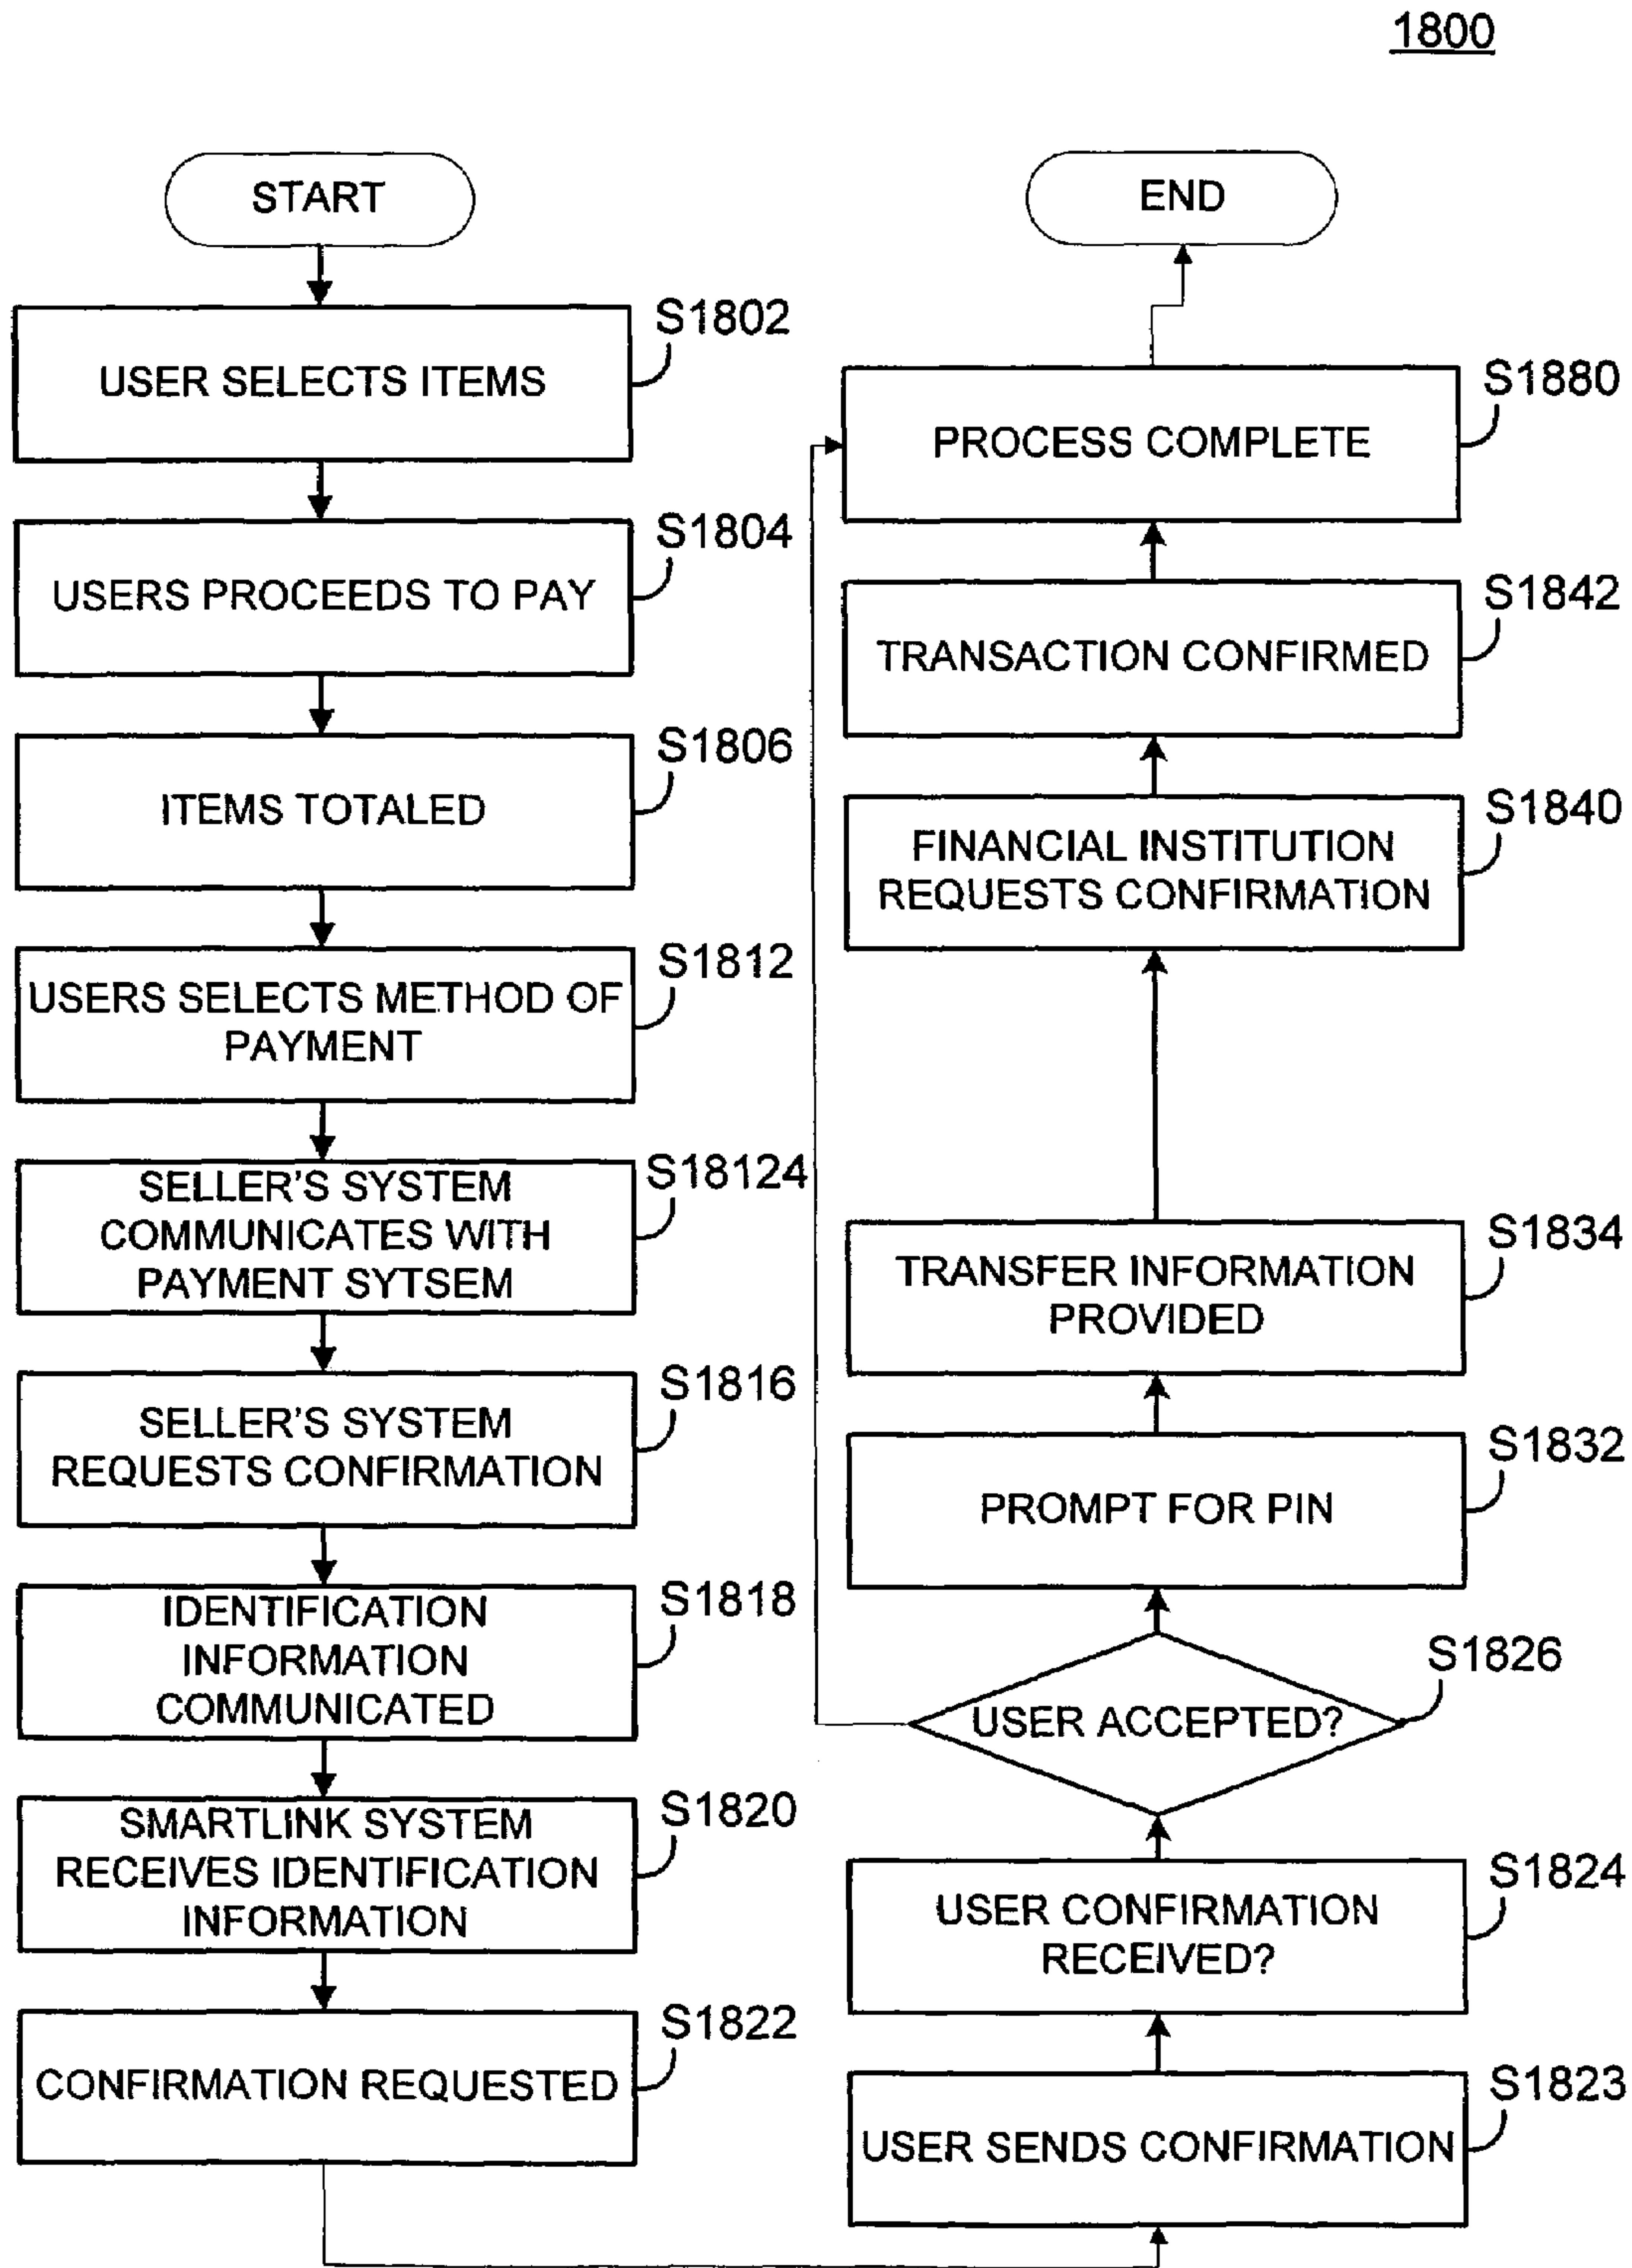 1800
START
S1802
USER SELECTS ITEMS
S1804
USERS PROCEEDS TO PAY
S1806
ITEMS TOTALED
S1812
USERS SELECTS METHOD OF
PAYMENT
S18124
SELLER'S SYSTEM
COMMUNICATES WITH
PAYMENT SYTSEM
S1816
SELLER'S SYSTEM
REQUESTS CONFIRMATION
S1818
IDENTIFICATION
INFORMATION
COMMUNICATED
S1820
SMARTLINK SYSTEM
RECEIVES IDENTIFICATION
INFORMATION
S1822
CONFIRMATION REQUESTED
END
S1880
PROCESS COMPLETE
S1842
TRANSACTION CONFIRMED
S1840
FINANCIAL INSTITUTION
REQUESTS CONFIRMATION
S1834
TRANSFER INFORMATION
PROVIDED
S1832
PROMPT FOR PIN
S1826
USER ACCEPTED?
S1824
USER CONFIRMATION
RECEIVED?
S1823
USER SENDS CONFIRMATION